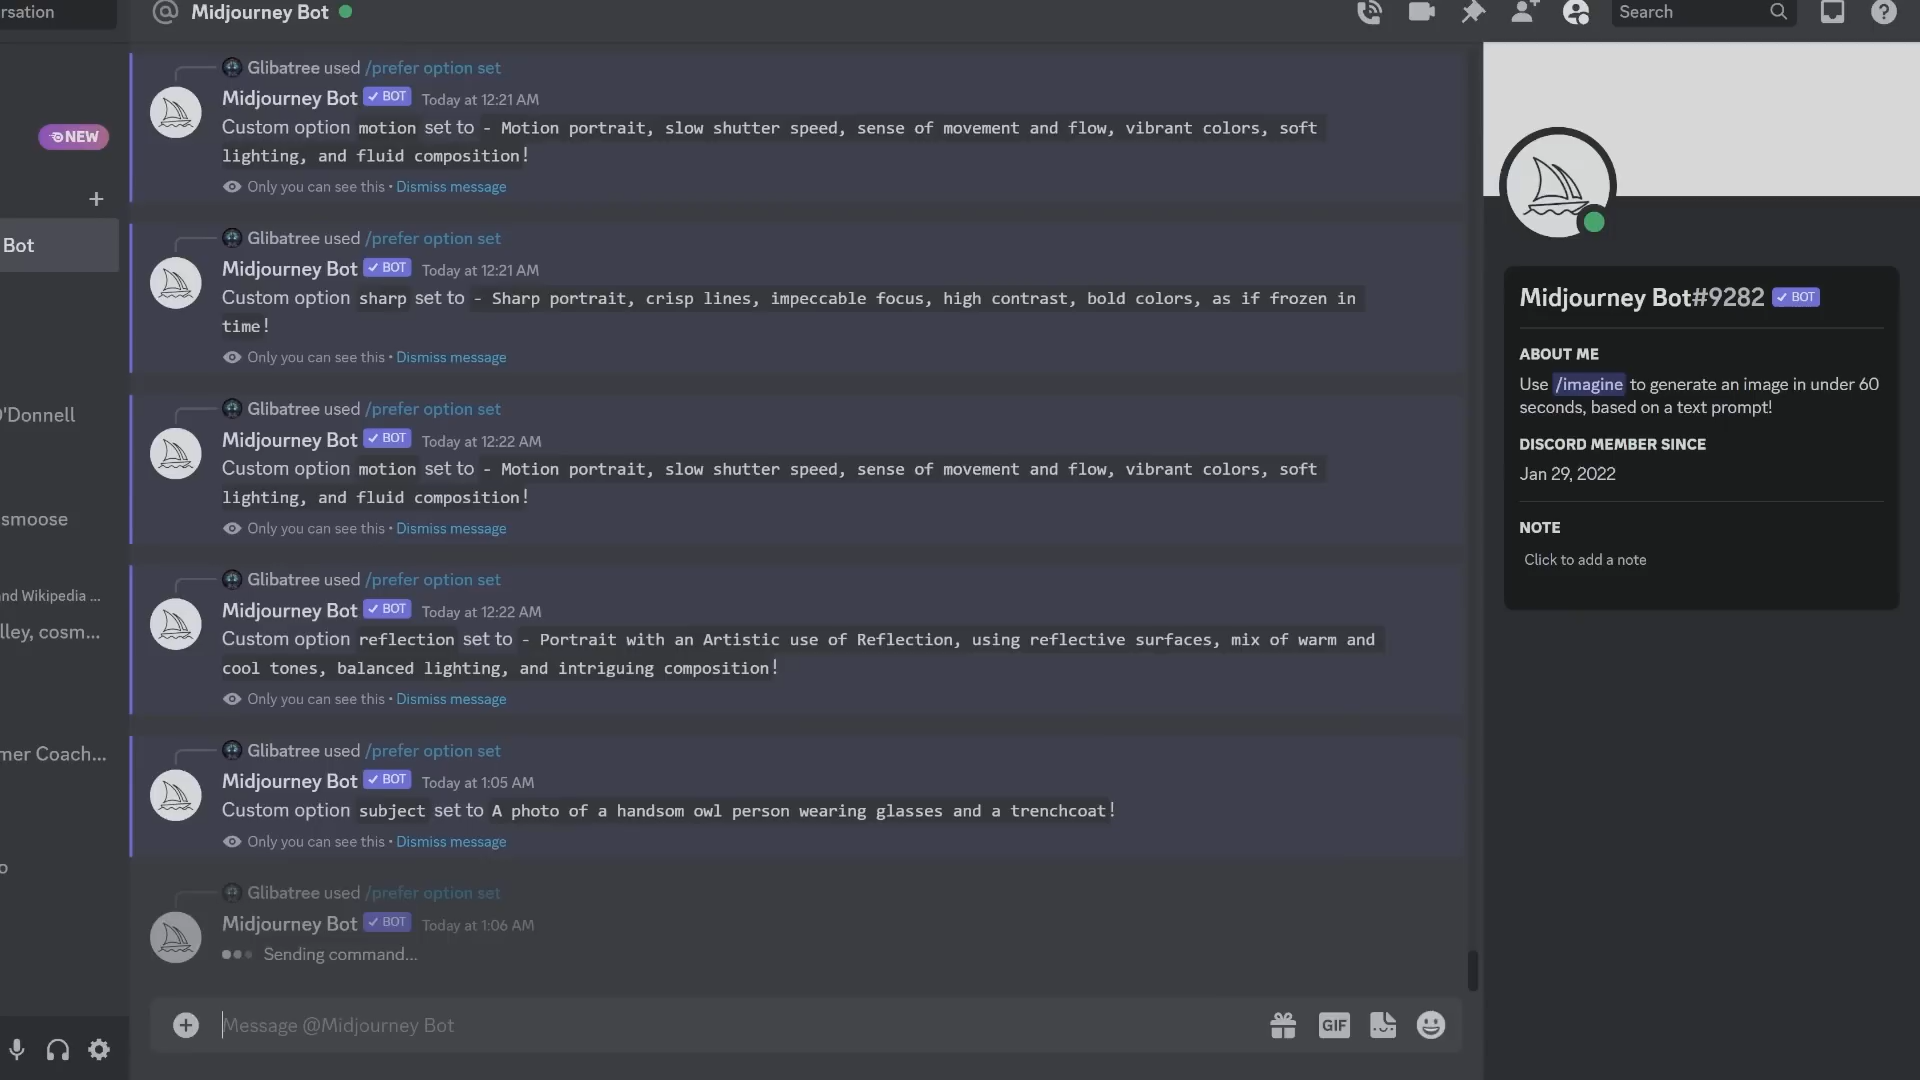 rsation
Midjourney Bot
Search
NEW
Bot
O'Donnell
smoose
nd Wikipedia ...
lley, cosm...
mer Coach...
o
Glibatree used /prefer option set
Midjourney Bot BOT Today at 12:21 AM
Custom option motion set to - Motion portrait, slow shutter speed, sense of movement and flow, vibrant colors, soft
lighting, and fluid composition!
Only you can see this • Dismiss message
Glibatree used /prefer option set
Midjourney Bot BOT Today at 12:21 AM
Custom option sharp set to - Sharp portrait, crisp lines, impeccable focus, high contrast, bold colors, as if frozen in
time!
Only you can see this • Dismiss message
Glibatree used /prefer option set
Midjourney Bot BOT Today at 12:22 AM
Custom option motion set to - Motion portrait, slow shutter speed, sense of movement and flow, vibrant colors, soft
lighting, and fluid composition!
Only you can see this • Dismiss message
Glibatree used /prefer option set
Midjourney Bot BOT Today at 12:22 AM
Custom option reflection set to - Portrait with an Artistic use of Reflection, using reflective surfaces, mix of warm and
cool tones, balanced lighting, and intriguing composition!
Only you can see this • Dismiss message
Glibatree used /prefer option set
Midjourney Bot BOT Today at 1:05 AM
Custom option subject set to A photo of a handsom owl person wearing glasses and a trenchcoat!
Only you can see this • Dismiss message
Glibatree used /prefer option set
Midjourney Bot BOT Today at 1:06 AM
Sending command...
Message @Midjourney Bot
GIF
Midjourney Bot#9282 BOT
ABOUT ME
Use /imagine to generate an image in under 60
seconds, based on a text prompt!
DISCORD MEMBER SINCE
Jan 29, 2022
NOTE
Click to add a note